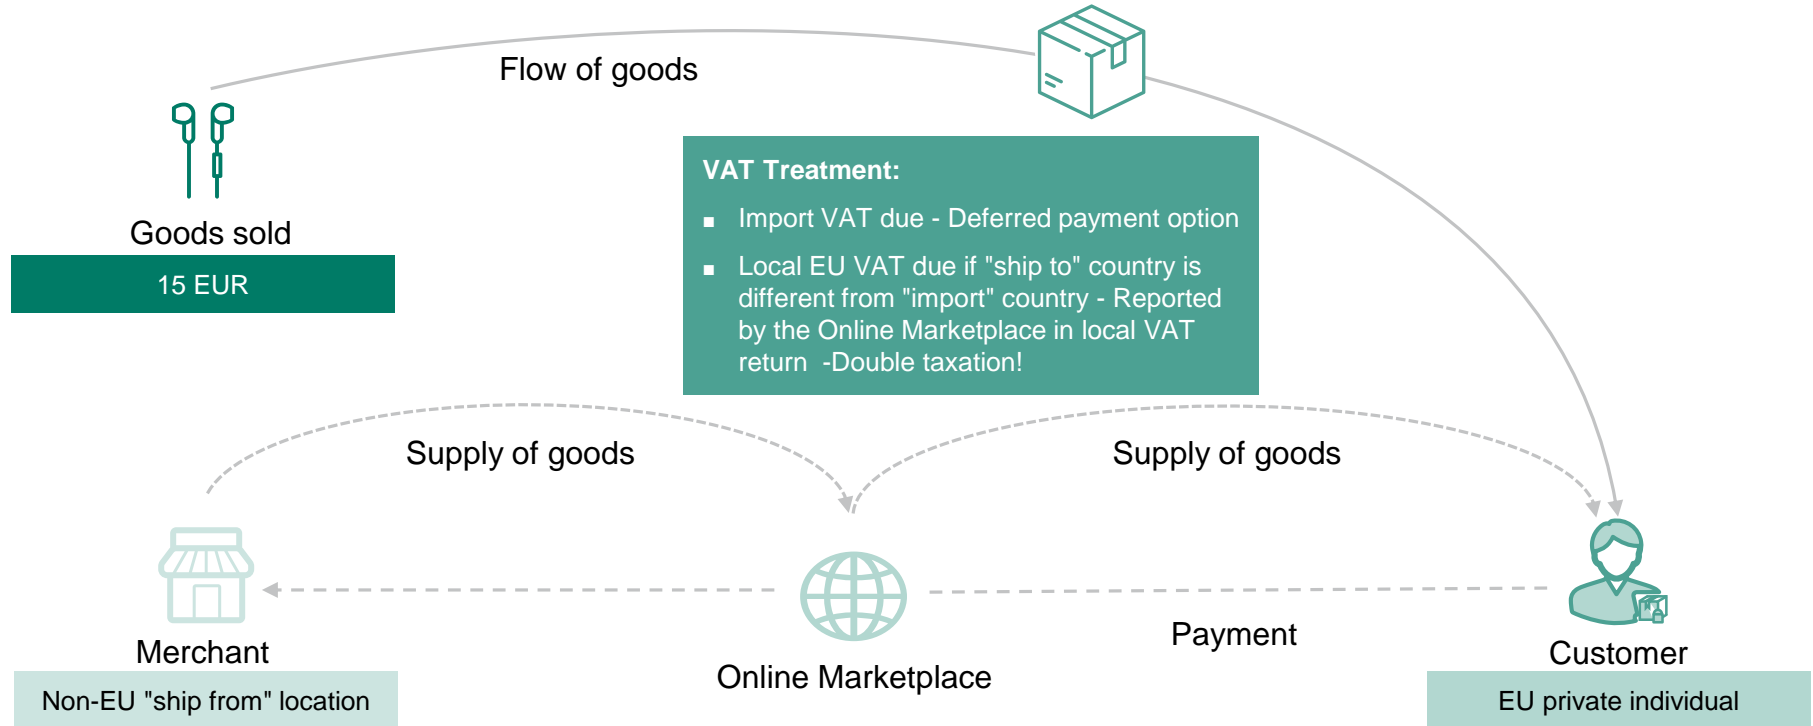 Flow of goods
Goods sold
15 EUR
VAT Treatment:
▪ Import VAT due - Deferred payment option
▪ Local EU VAT due if "ship to" country is
different from "import" country - Reported
by the Online Marketplace in local VAT
return -Double taxation!
Supply of goods
Supply of goods
Payment
Merchant
Non-EU "ship from" location
Online Marketplace
Customer
EU private individual